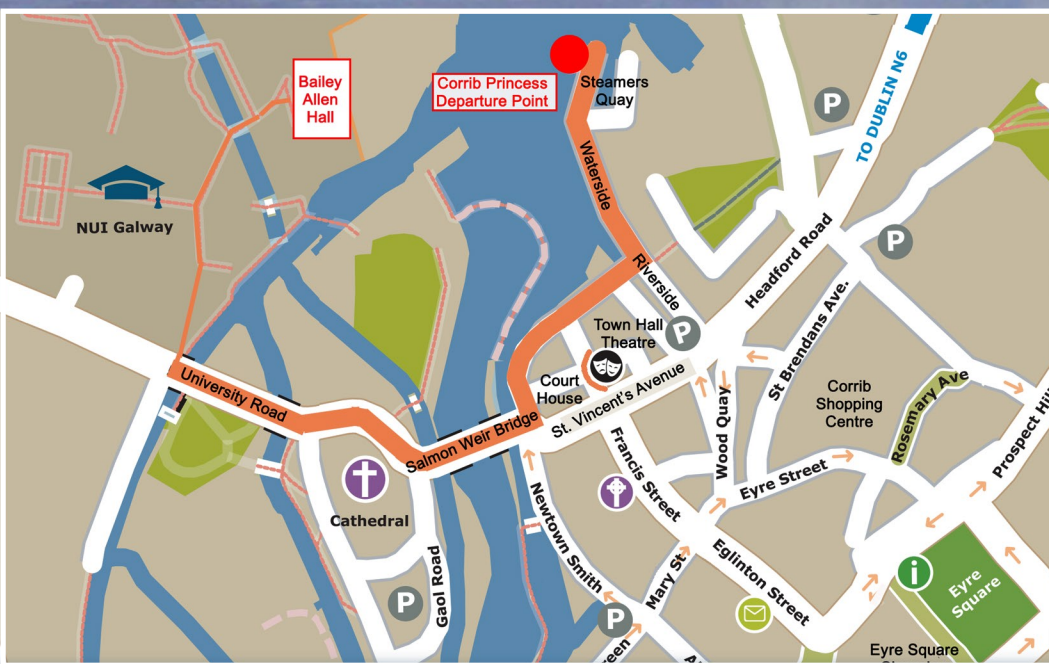 Bailey
Allen
Hall
Corrib Princess
Departure Point
Steamers
Quay
TO DUBLIN N6
P
Waterside
NUI Galway
P
Riverside
Headford Road
Town Hall
Theatre
P
St Brendans Ave.
University Road
Court
House
St. Vincent's Avenue
Corrib
Shopping
Centre
Rosemary Ave
Prospect Hill
Salmon Weir Bridge
Wood Quay
Francis Street
Eyre Street
Cathedral
Newtown Smith
Eglinton Street
Gaol Road
Mary St
P
P
i
Eyre
Square
Eyre Square